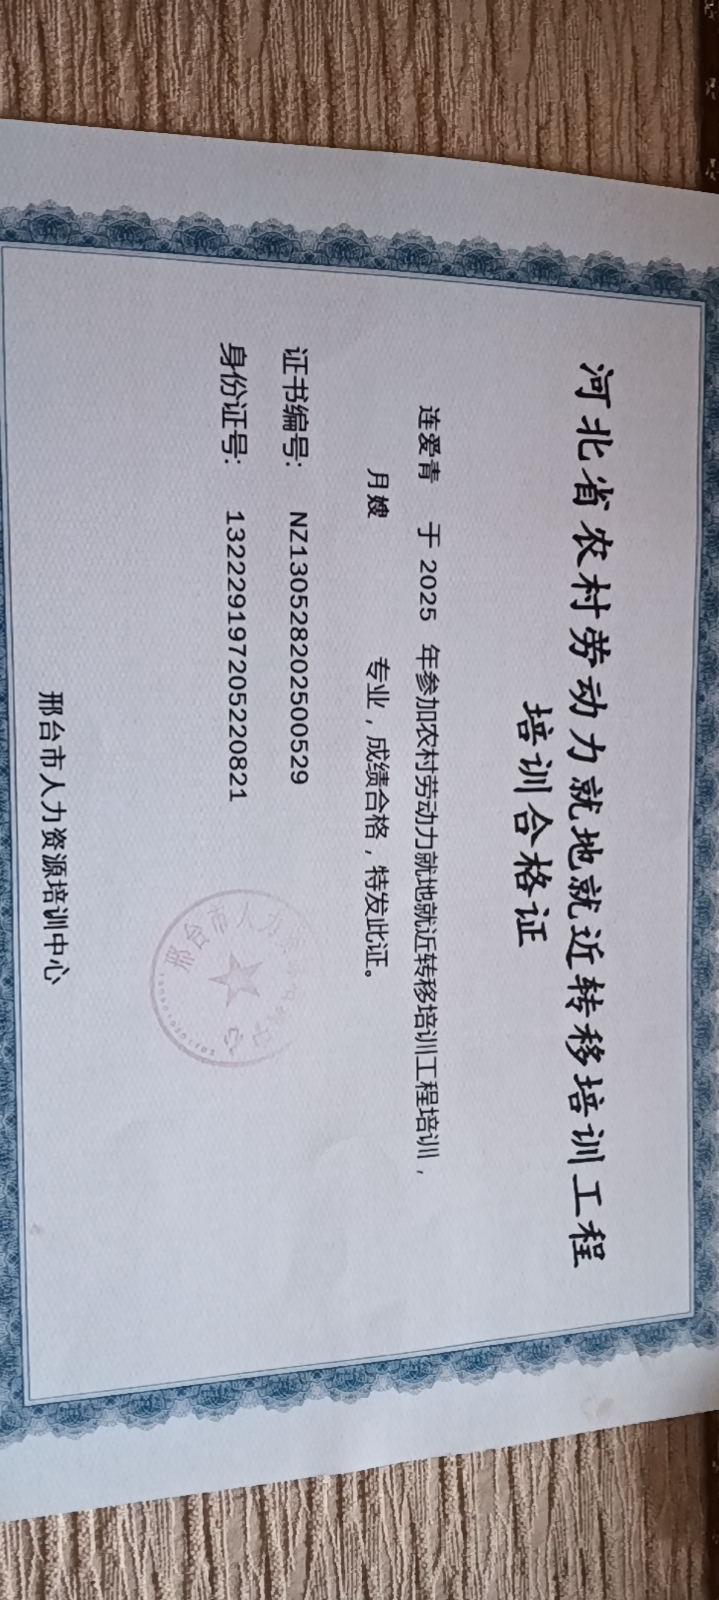 河北省农村劳动力就地就近转移培训工程
培训合格证
连爱青 于 2025 年参加农村劳动力就地就近转移培训工程培训，
月嫂 专业，成绩合格，特发此证。
证书编号： NZ130528202500529
身份证号： 132229197205220821
邢台市人力资源培训中心